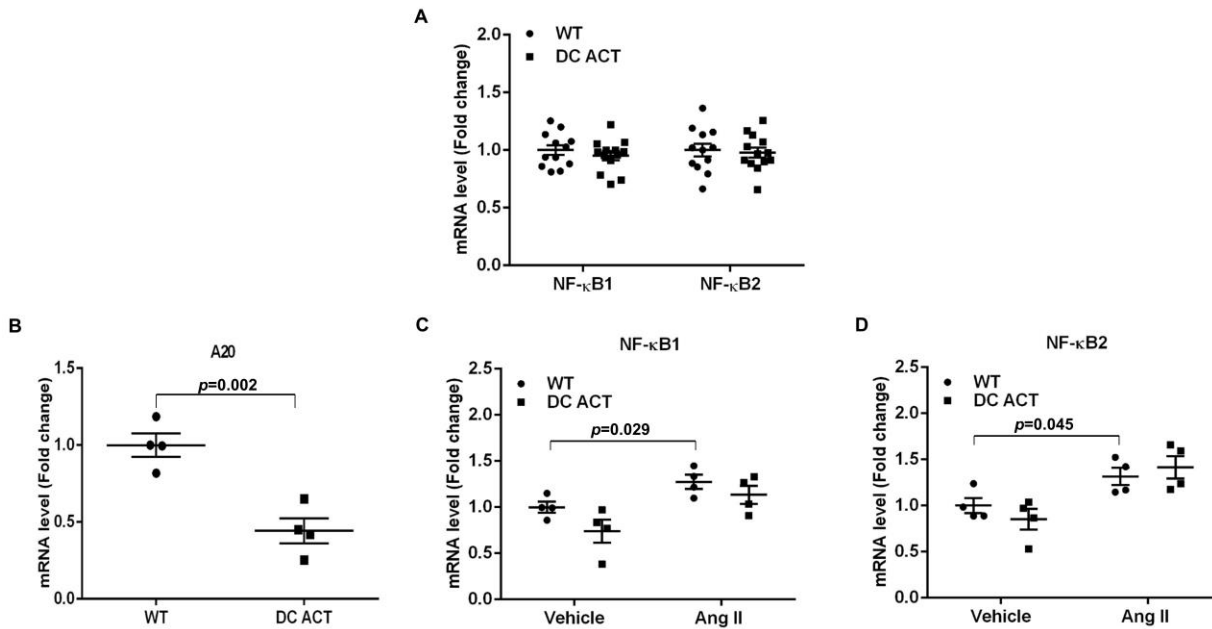 A
mRNA level (Fold change)
2.0
1.5
1.0
0.5
0.0
WT
DC ACT
NF-κB1
NF-κB2
B
A20
mRNA level (Fold change)
1.5
1.0
0.5
0.0
p=0.002
WT
DC ACT
C
NF-κB1
mRNA level (Fold change)
2.5
2.0
1.5
1.0
0.5
0.0
WT
DC ACT
p=0.029
Vehicle
Ang II
D
NF-κB2
mRNA level (Fold change)
2.5
2.0
1.5
1.0
0.5
0.0
WT
DC ACT
p=0.045
Vehicle
Ang II